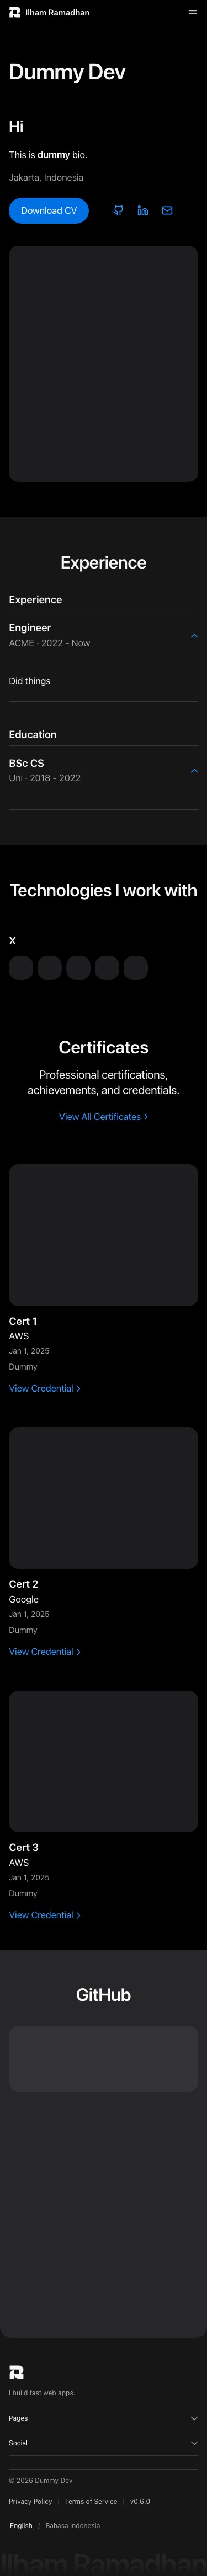 Ilham Ramadhan
Dummy Dev
Hi
This is dummy bio.
Jakarta, Indonesia
Download CV
Experience
Experience
Engineer
ACME · 2022 - Now
Did things
Education
BSc CS
Uni · 2018 - 2022
Technologies I work with
X
Certificates
Professional certifications,
achievements, and credentials.
View All Certificates
Cert 1
AWS
Jan 1, 2025
Dummy
View Credential
Cert 2
Google
Jan 1, 2025
Dummy
View Credential
Cert 3
AWS
Jan 1, 2025
Dummy
View Credential
GitHub
I build fast web apps.
Pages
Social
© 2026 Dummy Dev
Privacy Policy | Terms of Service | v0.6.0
English / Bahasa Indonesia
Ilham Ramadhan